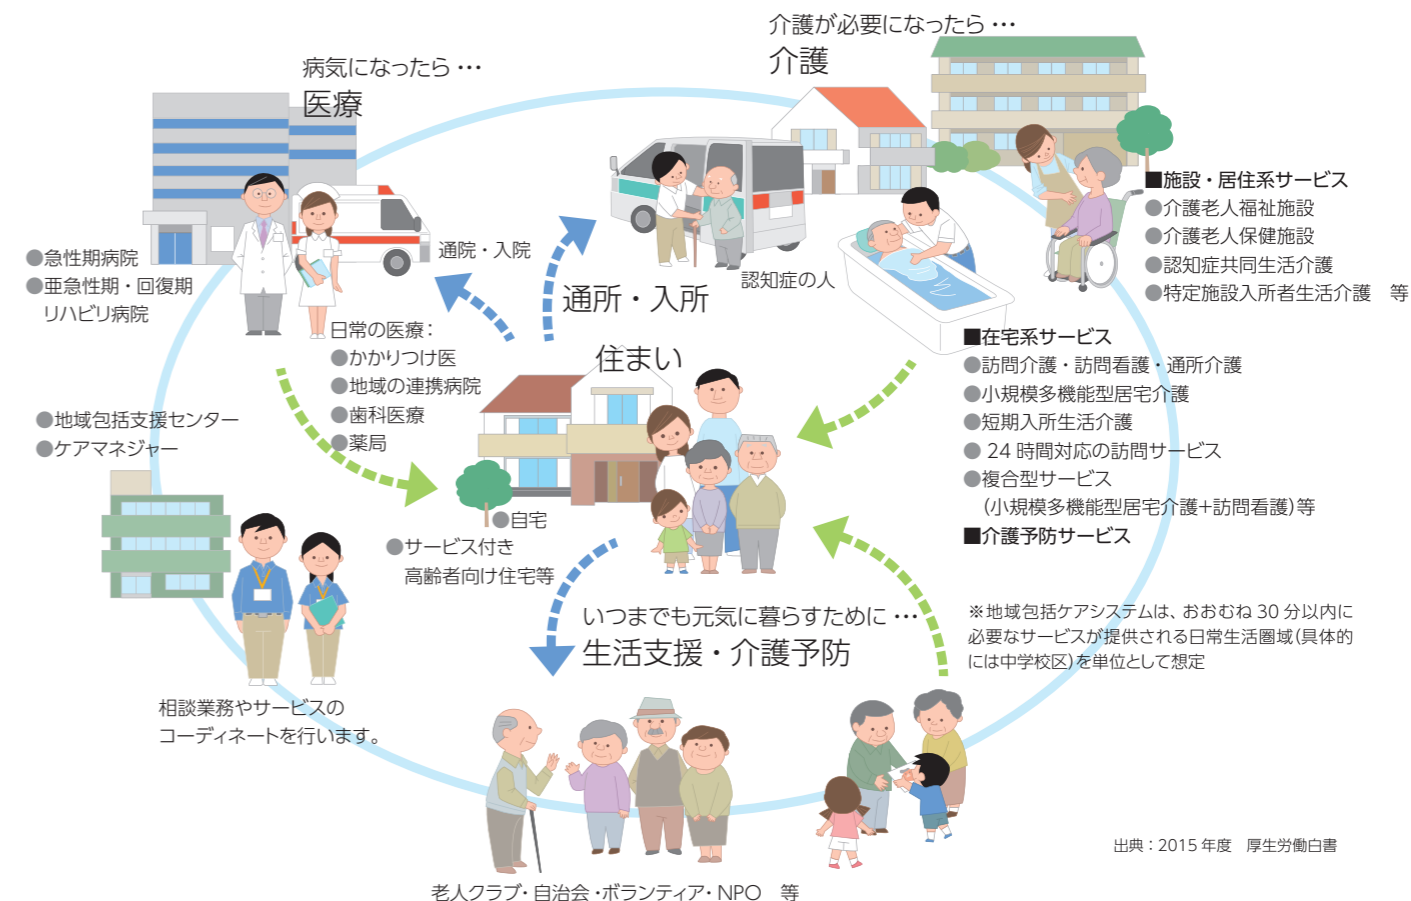 介護が必要になったら…
介護
病気になったら…
医療
■施設・居住系サービス
●介護老人福祉施設
●介護老人保健施設
●認知症共同生活介護
●特定施設入所者生活介護　等
●急性期病院
●亜急性期・回復期
リハビリ病院
通院・入院
認知症の人
通所・入所
日常の医療：
●かかりつけ医
●地域の連携病院
●歯科医療
●薬局
住まい
■在宅系サービス
●訪問介護・訪問看護・通所介護
●小規模多機能型居宅介護
●短期入所生活介護
●24時間対応の訪問サービス
●複合型サービス
（小規模多機能型居宅介護＋訪問看護）等
■介護予防サービス
●地域包括支援センター
●ケアマネジャー
●自宅
●サービス付き
高齢者向け住宅等
いつまでも元気に暮らすために…
生活支援・介護予防
※地域包括ケアシステムは、おおむね30分以内に
必要なサービスが提供される日常生活圏域（具体的
には中学校区）を単位として想定
相談業務やサービスの
コーディネートを行います。
老人クラブ・自治会・ボランティア・NPO　等
出典：2015年度　厚生労働白書